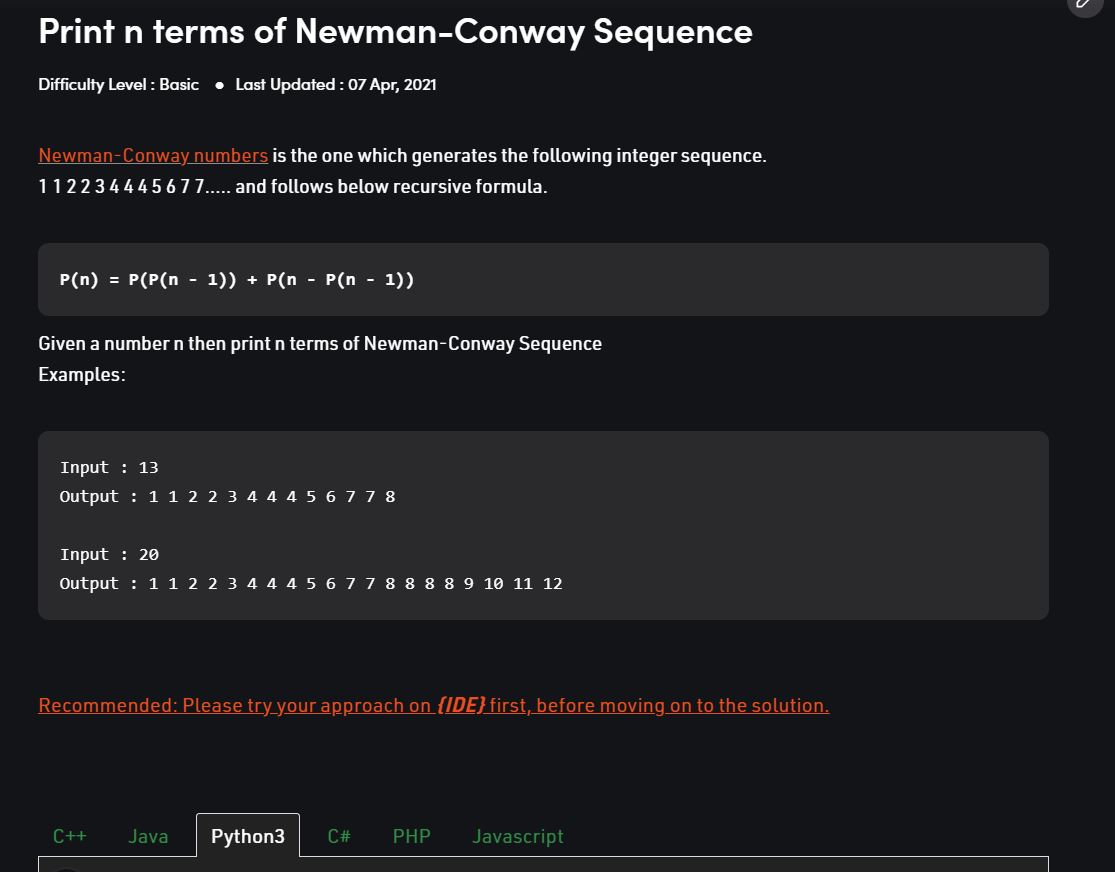 Print n terms of Newman-Conway Sequence
Difficulty Level : Basic ● Last Updated : 07 Apr, 2021
Newman-Conway numbers is the one which generates the following integer sequence.
1 1 2 2 3 4 4 4 5 6 7 7..... and follows below recursive formula.
P(n) = P(P(n - 1)) + P(n - P(n - 1))
Given a number n then print n terms of Newman-Conway Sequence
Examples:
Input : 13
Output : 1 1 2 2 3 4 4 4 5 6 7 7 8
Input : 20
Output : 1 1 2 2 3 4 4 4 5 6 7 7 8 8 8 8 9 10 11 12
Recommended: Please try your approach on {IDE} first, before moving on to the solution.
C++ Java Python3 C# PHP Javascript